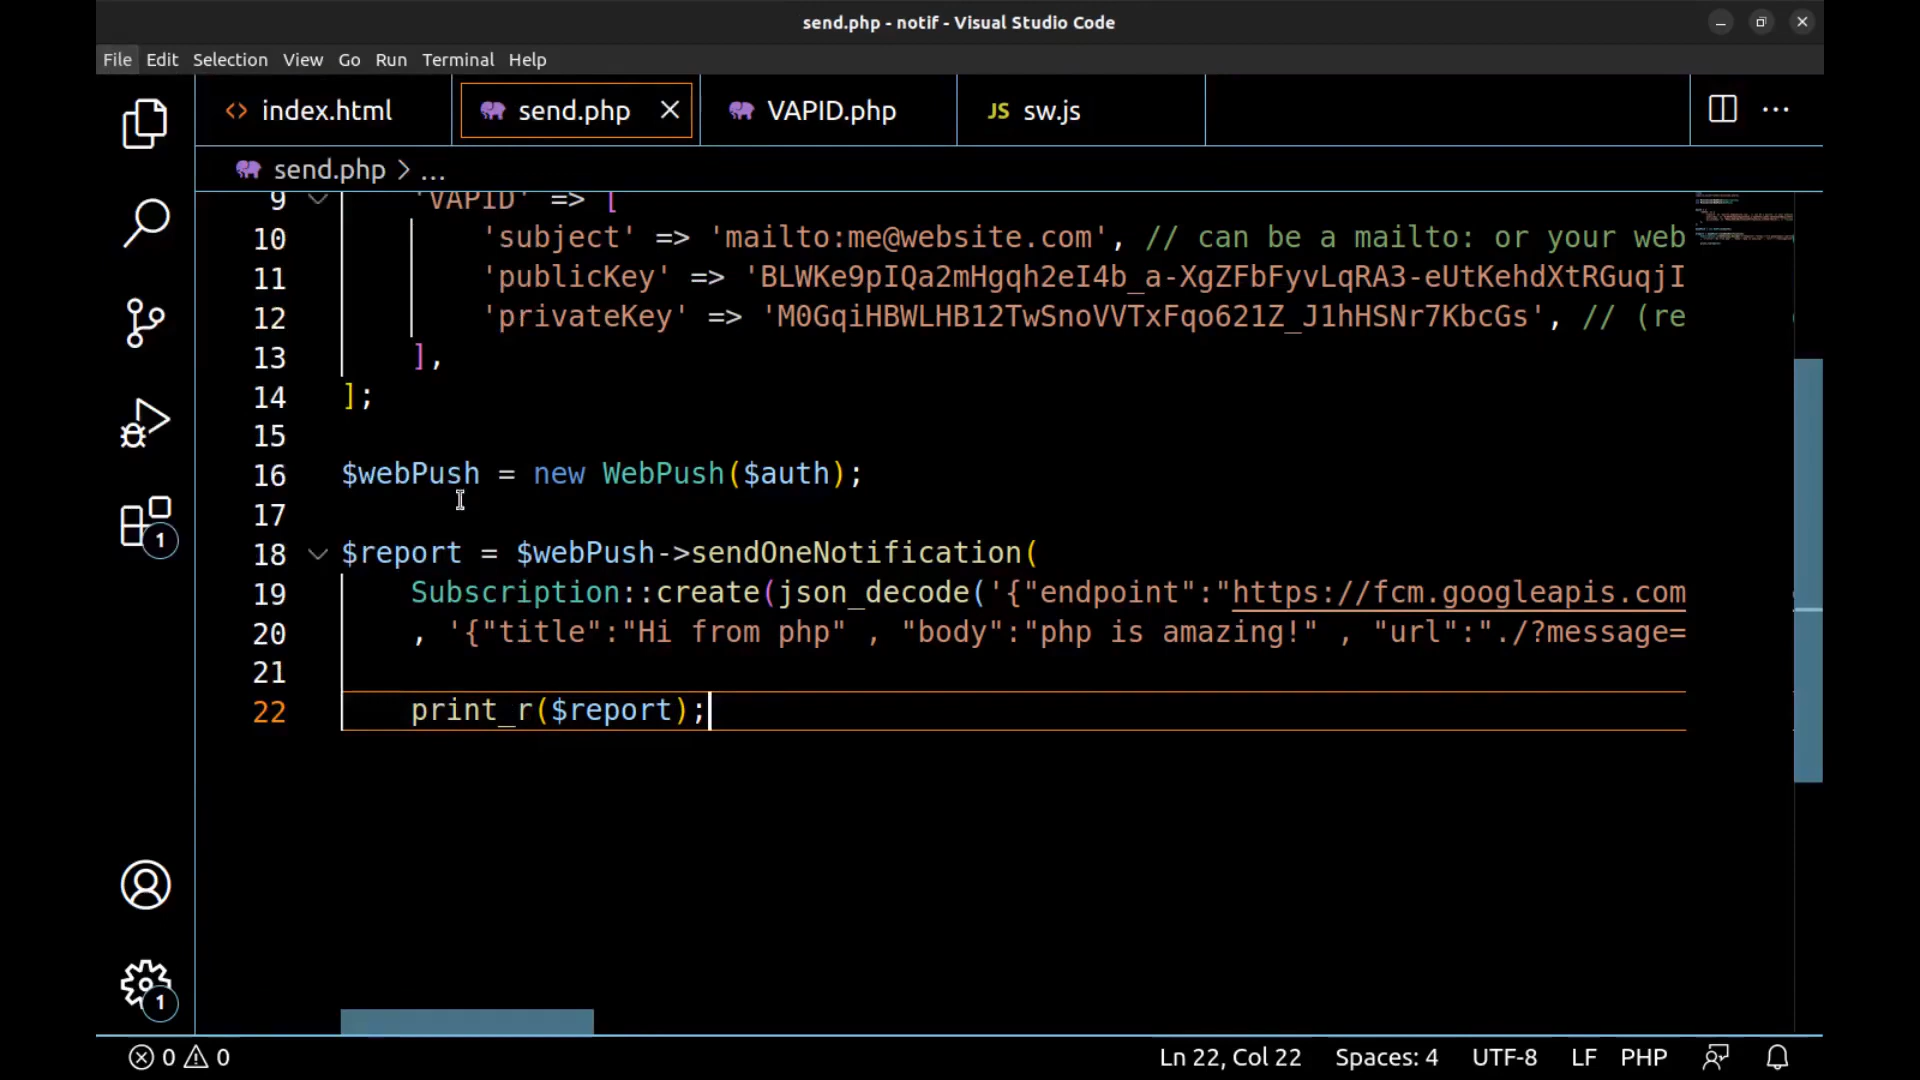 send.php - notif - Visual Studio Code
File Edit Selection View Go Run Terminal Help
index.html send.php VAPID.php JS sw.js
send.php > ...
9 'VAPID' => [
10 'subject' => 'mailto:me@website.com', // can be a mailto: or your web
11 'publicKey' => 'BLWKe9pIQa2mHgqh2eI4b_a-XgZFbFyvLqRA3-eUtKehdXtRGuqjI
12 'privateKey' => 'M0GqiHBWLHB12TwSnoVVTxFqo621Z_J1hHSNr7KbcGs', // (re
13 ],
14 ];
15
16 $webPush = new WebPush($auth);
17
18 $report = $webPush->sendOneNotification(
19 Subscription::create(json_decode('{"endpoint":"https://fcm.googleapis.com
20 , '{"title":"Hi from php" , "body":"php is amazing!" , "url":"./?message=
21
22 print_r($report);
1
1
0 0 Ln 22, Col 22 Spaces: 4 UTF-8 LF PHP